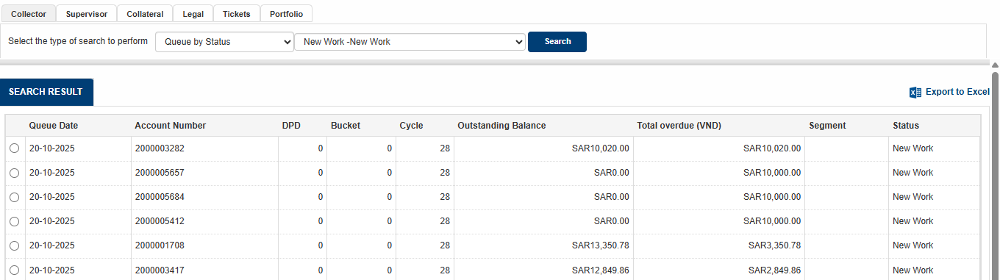 Collector Supervisor Collateral Legal Tickets Portfolio
Select the type of search to perform Queue by Status New Work -New Work Search
SEARCH RESULT Export to Excel
Queue Date Account Number DPD Bucket Cycle Outstanding Balance Total overdue (VND) Segment Status
20-10-2025 2000003282 0 0 28 SAR10,020.00 SAR10,020.00 New Work
20-10-2025 2000005657 0 0 28 SAR0.00 SAR10,000.00 New Work
20-10-2025 2000005684 0 0 28 SAR0.00 SAR10,000.00 New Work
20-10-2025 2000005412 0 0 28 SAR0.00 SAR10,000.00 New Work
20-10-2025 2000001708 0 0 28 SAR13,350.78 SAR3,350.78 New Work
20-10-2025 2000003417 0 0 28 SAR12,849.86 SAR2,849.86 New Work